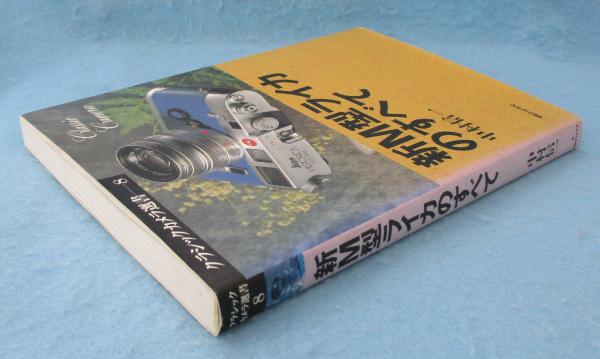 新M型ライカ
のすべて
中村信一
Classic
Camera
Leica
クラシックカメラ選書—8
新M型ライカのすべて
中村信一
クラシック
カメラ選書
8